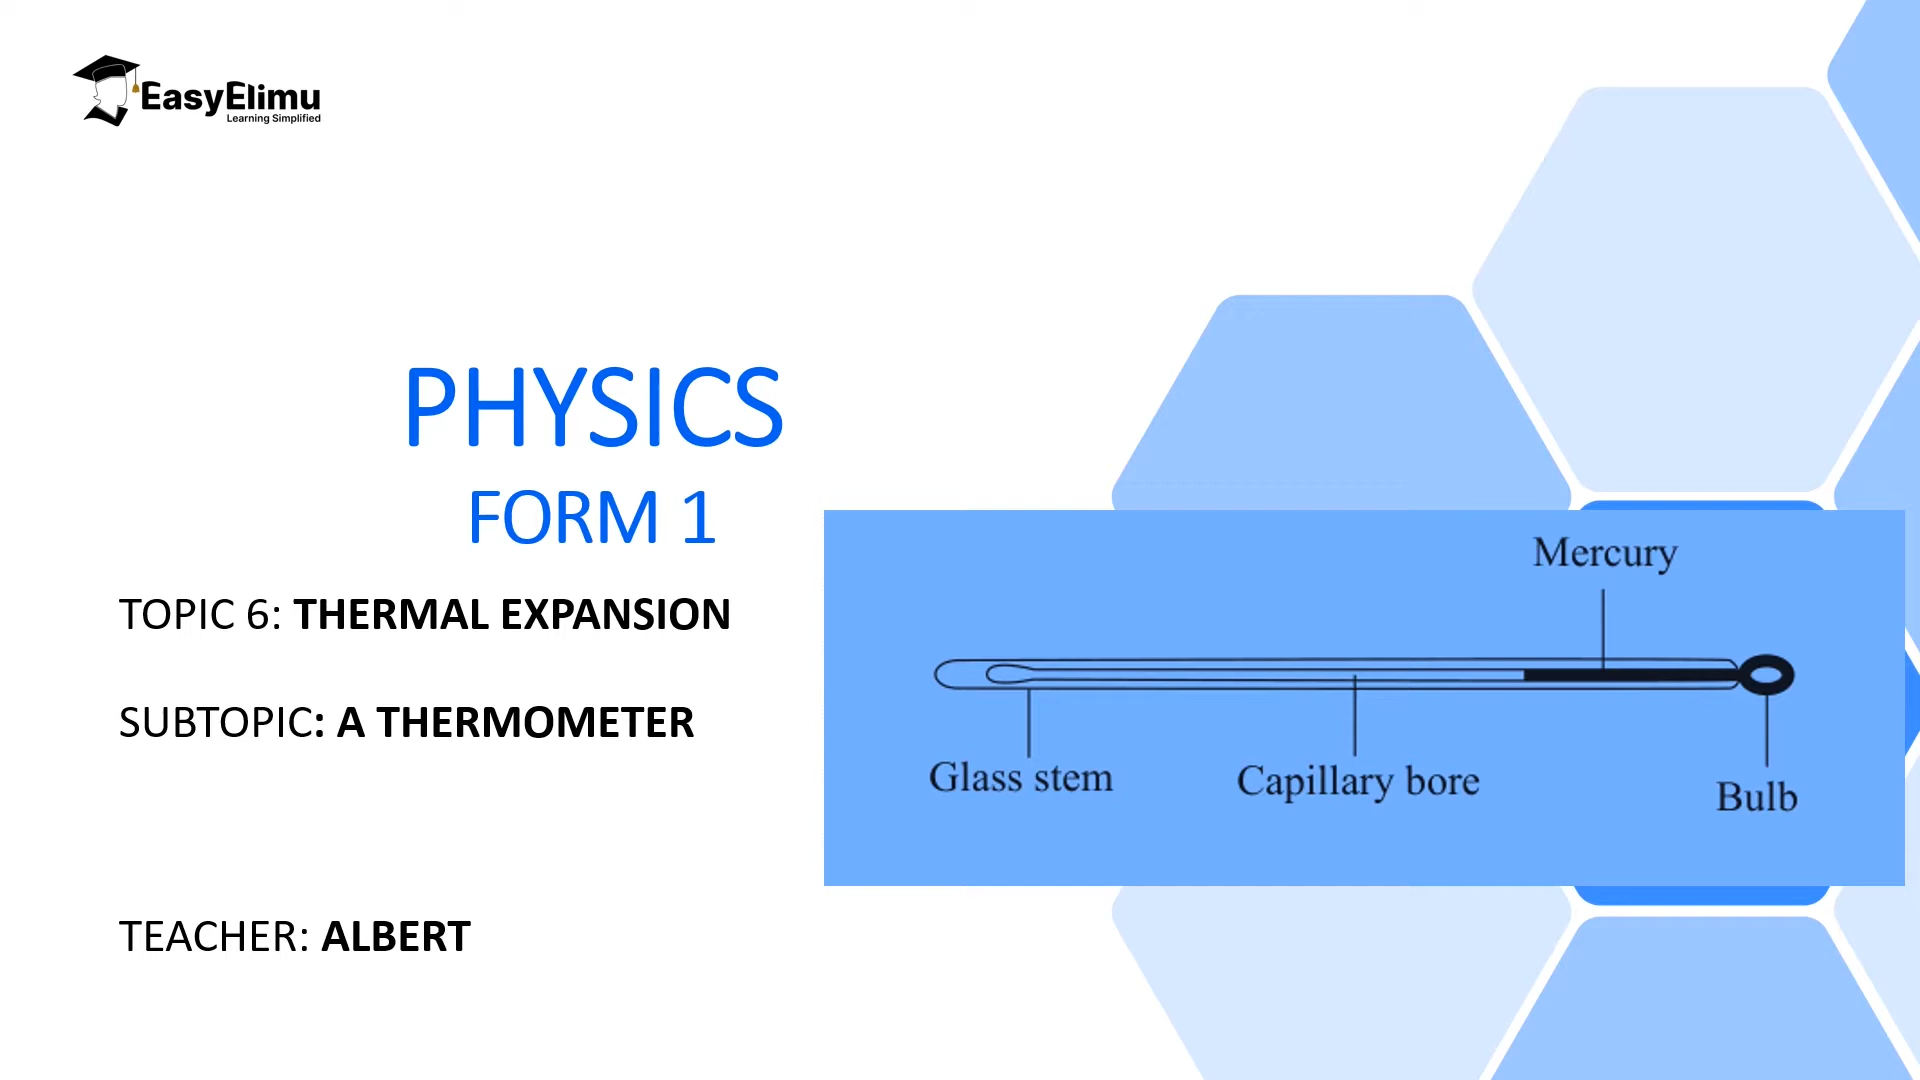 EasyElimu
Learning Simplified
PHYSICS
FORM 1
TOPIC 6: THERMAL EXPANSION
SUBTOPIC: A THERMOMETER
TEACHER: ALBERT
Mercury
Glass stem
Capillary bore
Bulb